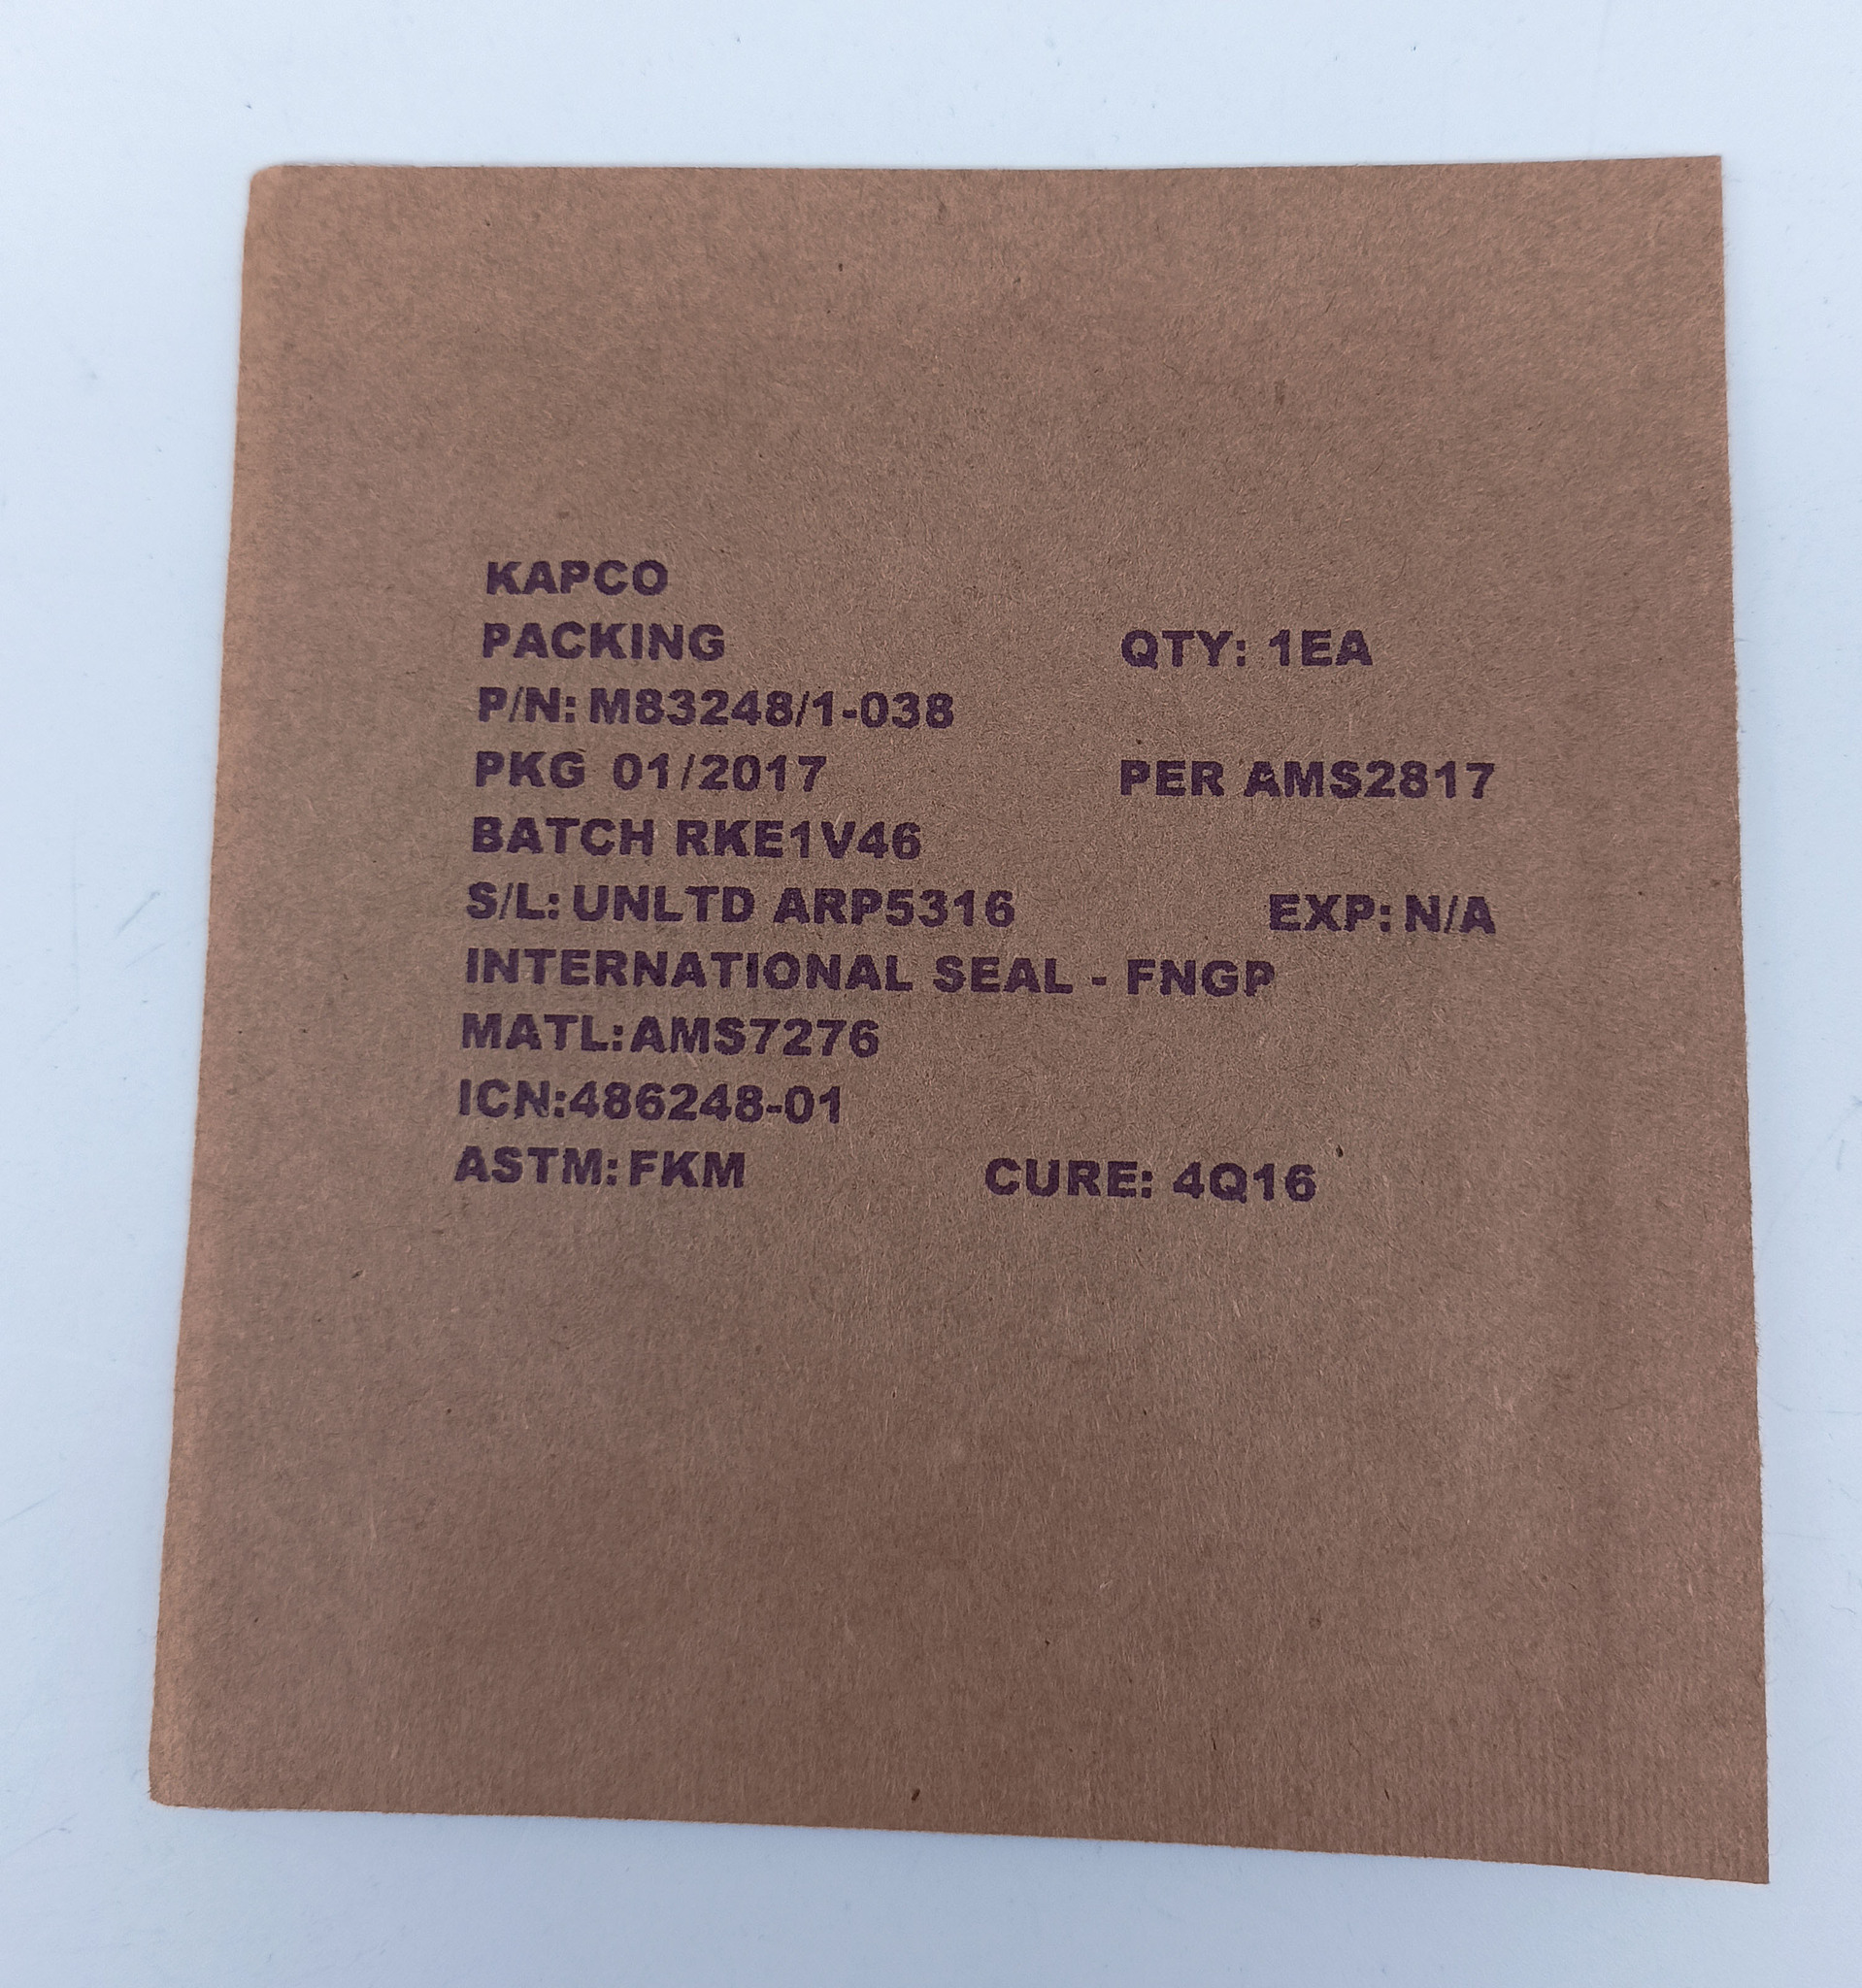 KAPCO
PACKING QTY: 1EA
P/N: M83248/1-038
PKG 01/2017 PER AMS2817
BATCH RKE1V46
S/L: UNLTD ARP5316 EXP: N/A
INTERNATIONAL SEAL - FNGP
MATL:AMS7276
ICN:486248-01
ASTM: FKM CURE: 4Q16